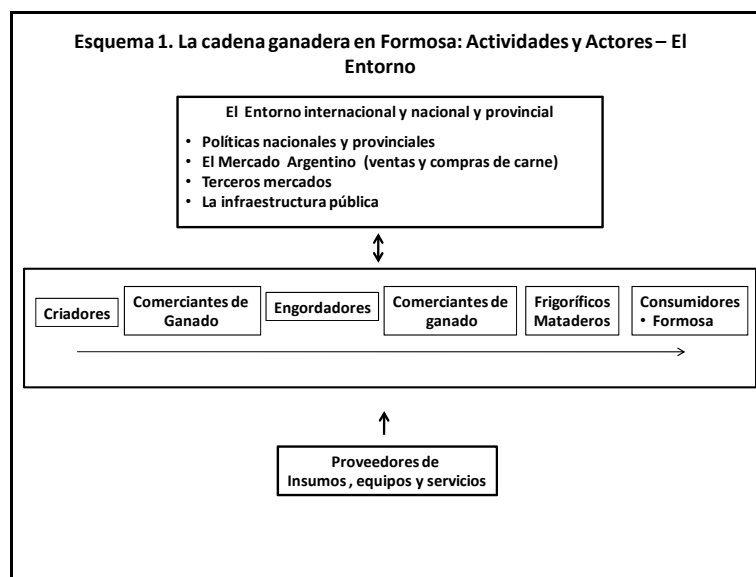 Esquema 1. La cadena ganadera en Formosa: Actividades y Actores – El
Entorno
El Entorno internacional y nacional y provincial
• Políticas nacionales y provinciales
• El Mercado Argentino (ventas y compras de carne)
• Terceros mercados
• La infraestructura pública
Criadores
Comerciantes de
Ganado
Engordadores
Comerciantes de
ganado
Frigoríficos
Mataderos
Consumidores
• Formosa
Proveedores de
Insumos , equipos y servicios